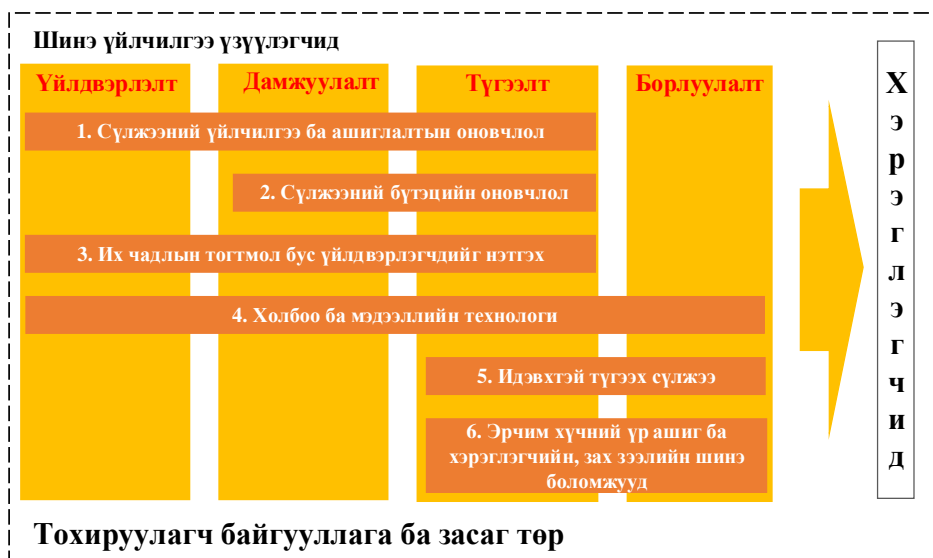 Шинэ үйлчилгээ үзүүлэгчид
Үйлдвэрлэлт
Дамжуулалт
Түгээлт
Борлуулалт
1. Сүлжээний үйлчилгээ ба ашиглалтын оновчлол
2. Сүлжээний бүтэцийн оновчлол
3. Их чадлын тогтмол бус үйлдвэрлэгчдийг нэтгэх
4. Холбоо ба мэдээллийн технологи
5. Идэвхтэй түгээх сүлжээ
6. Эрчим хүчний үр ашиг ба
хэрэглэгчийн, зах зээлийн шинэ
боломжууд
Хэрэглэгчид
Тохируулагч байгууллага ба засаг төр